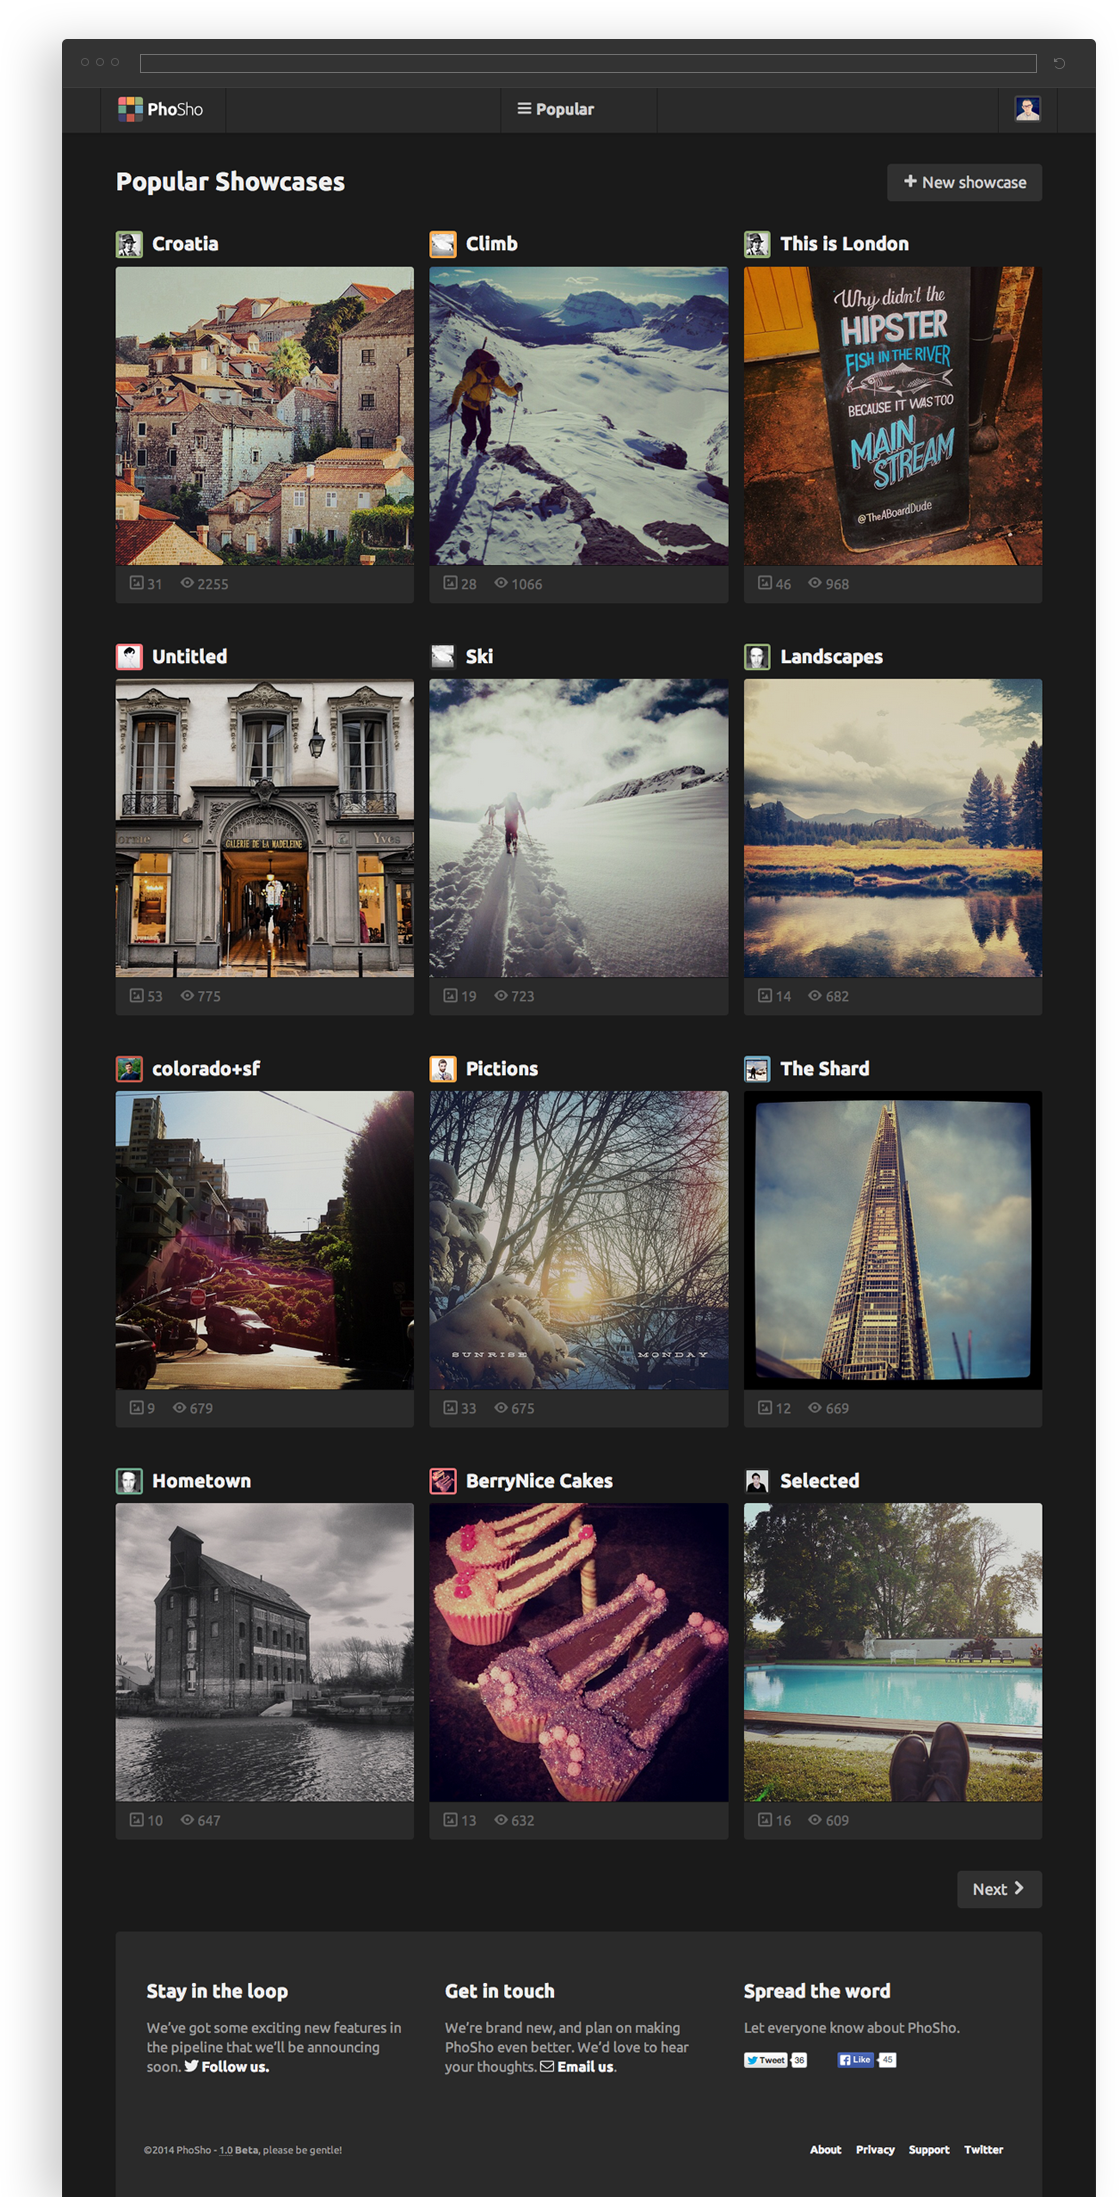 PhoSho
Popular
Popular Showcases
New showcase
Croatia
Climb
This is London
Why didn't the
HIPSTER
FISH IN THE RIVER
BECAUSE IT WAS TOO
MAIN
STREAM
@TheABoardDude
31 2255
28 1066
46 968
Untitled
Ski
Landscapes
GALERIE DE LA MADELEINE
Yves
53 775
19 723
14 682
colorado+sf
Pictions
The Shard
SUNRISE MONDAY
9 679
33 675
12 669
Hometown
BerryNice Cakes
Selected
10 647
13 632
16 609
Next
Stay in the loop
We've got some exciting new features in
the pipeline that we'll be announcing
soon. Follow us.
Get in touch
We're brand new, and plan on making
PhoSho even better. We'd love to hear
your thoughts. Email us.
Spread the word
Let everyone know about PhoSho.
Tweet 36
Like 45
©2014 PhoSho - 1.0 Beta, please be gentle!
About Privacy Support Twitter